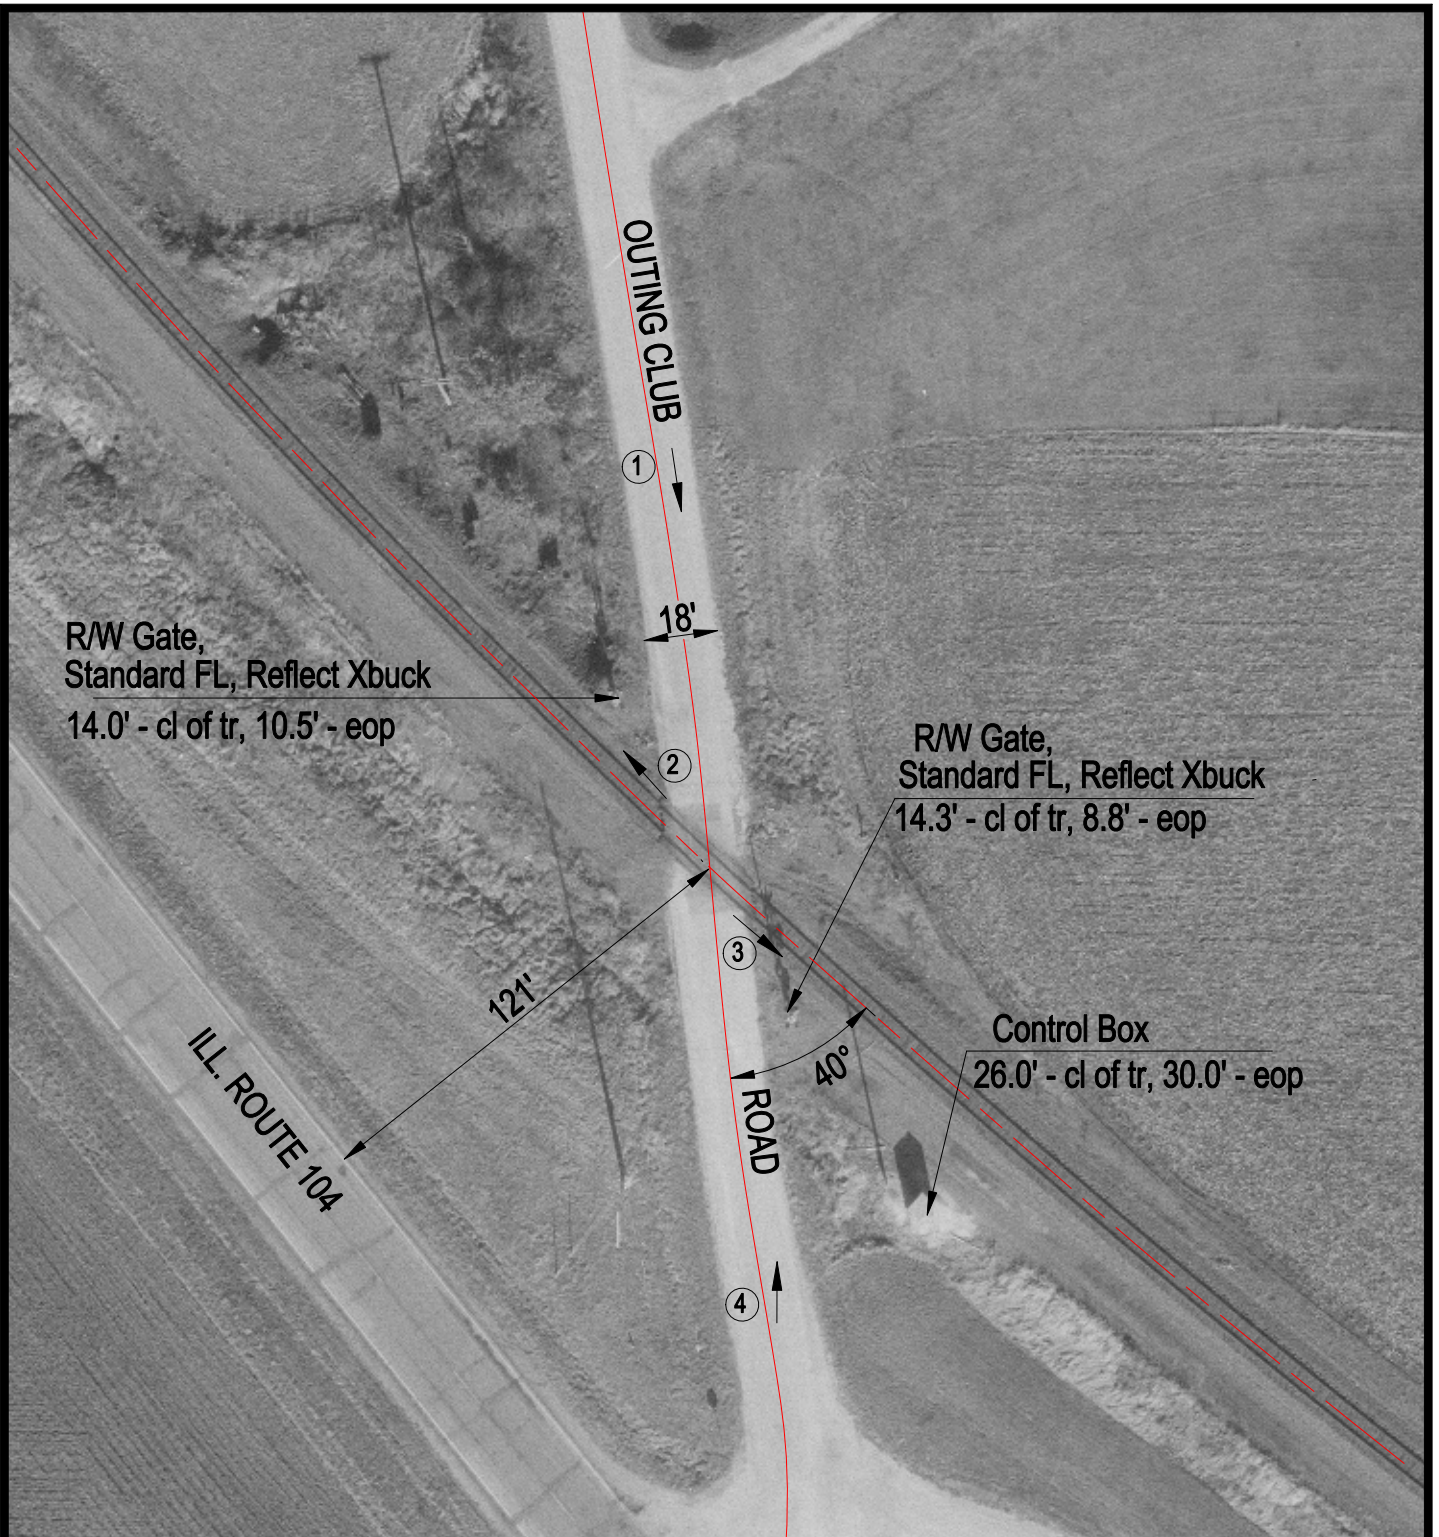 OUTING CLUB
1
18'
R/W Gate,
Standard FL, Reflect Xbuck
14.0' - cl of tr, 10.5' - eop
2
R/W Gate,
Standard FL, Reflect Xbuck
14.3' - cl of tr, 8.8' - eop
3
121'
ILL. ROUTE 104
40°
Control Box
26.0' - cl of tr, 30.0' - eop
ROAD
4